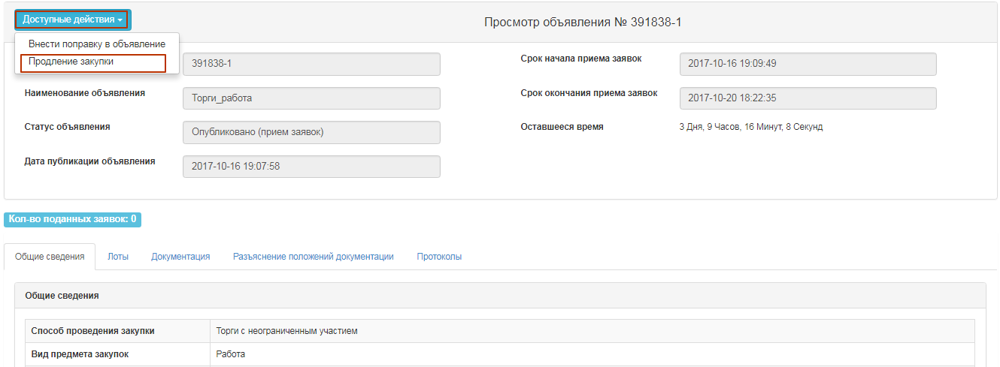 Доступные действия
Просмотр объявления № 391838-1
Внести поправку в объявление
Продление закупки
391838-1
Срок начала приема заявок
2017-10-16 19:09:49
Наименование объявления
Торги_работа
Срок окончания приема заявок
2017-10-20 18:22:35
Статус объявления
Опубликовано (прием заявок)
Оставшееся время
3 Дня, 9 Часов, 16 Минут, 8 Секунд
Дата публикации объявления
2017-10-16 19:07:58
Кол-во поданных заявок: 0
Общие сведения
Лоты
Документация
Разъяснение положений документации
Протоколы
Общие сведения
Способ проведения закупки
Торги с неограниченным участием
Вид предмета закупок
Работа